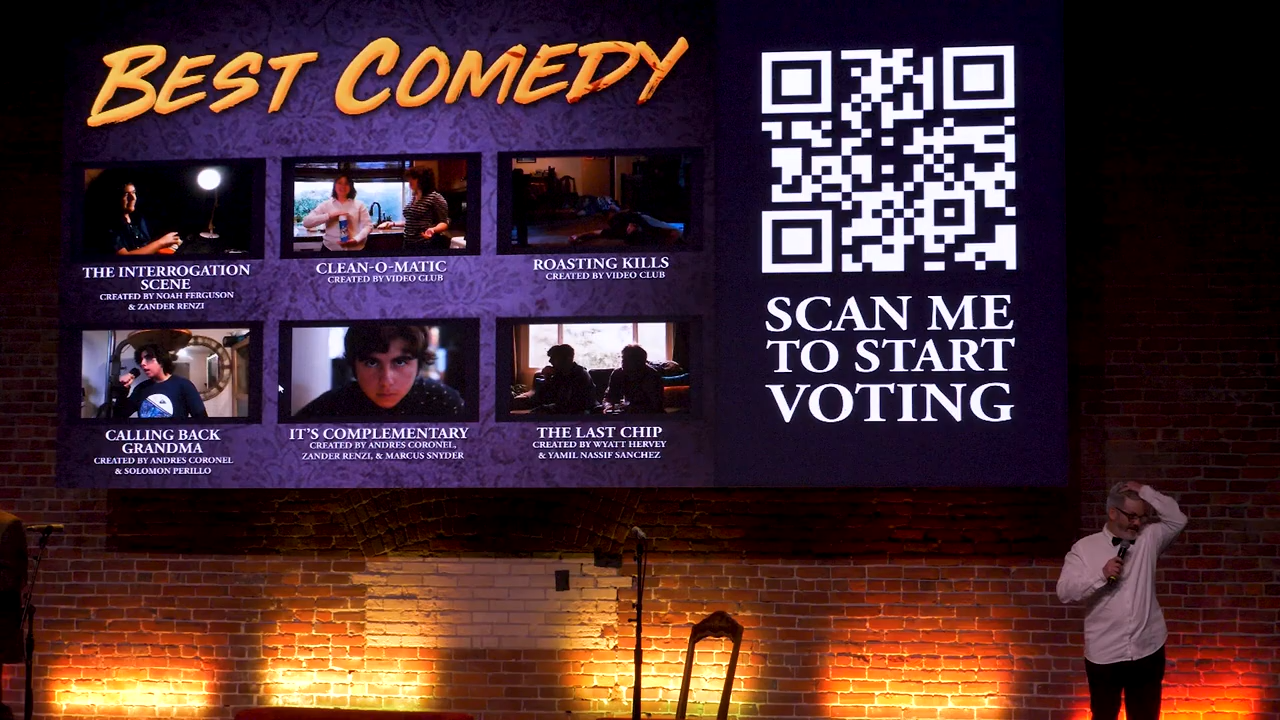 BEST COMEDY
THE INTERROGATION
SCENE
CREATED BY NOAH FERGUSON
& ZANDER RENZI
CLEAN-O-MATIC
CREATED BY VIDEO CLUB
ROASTING KILLS
CREATED BY VIDEO CLUB
CALLING BACK
GRANDMA
CREATED BY ANDRES CORONEL
& SOLOMON PERILLO
IT'S COMPLEMENTARY
CREATED BY ANDRES CORONEL,
ZANDER RENZI, & MARCUS SNYDER
THE LAST CHIP
CREATED BY WYATT HERVEY
& YAMIL NASSIF SANCHEZ
SCAN ME
TO START
VOTING